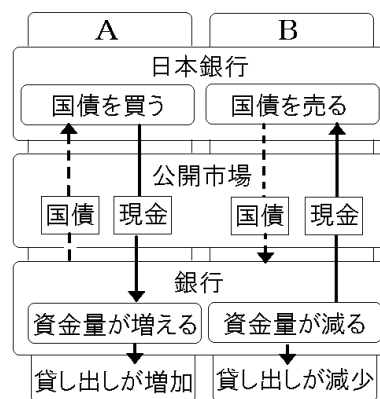 A B
日本銀行
国債を買う 国債を売る
公開市場
国債 現金 国債 現金
銀行
資金量が増える 資金量が減る
貸し出しが増加 貸し出しが減少